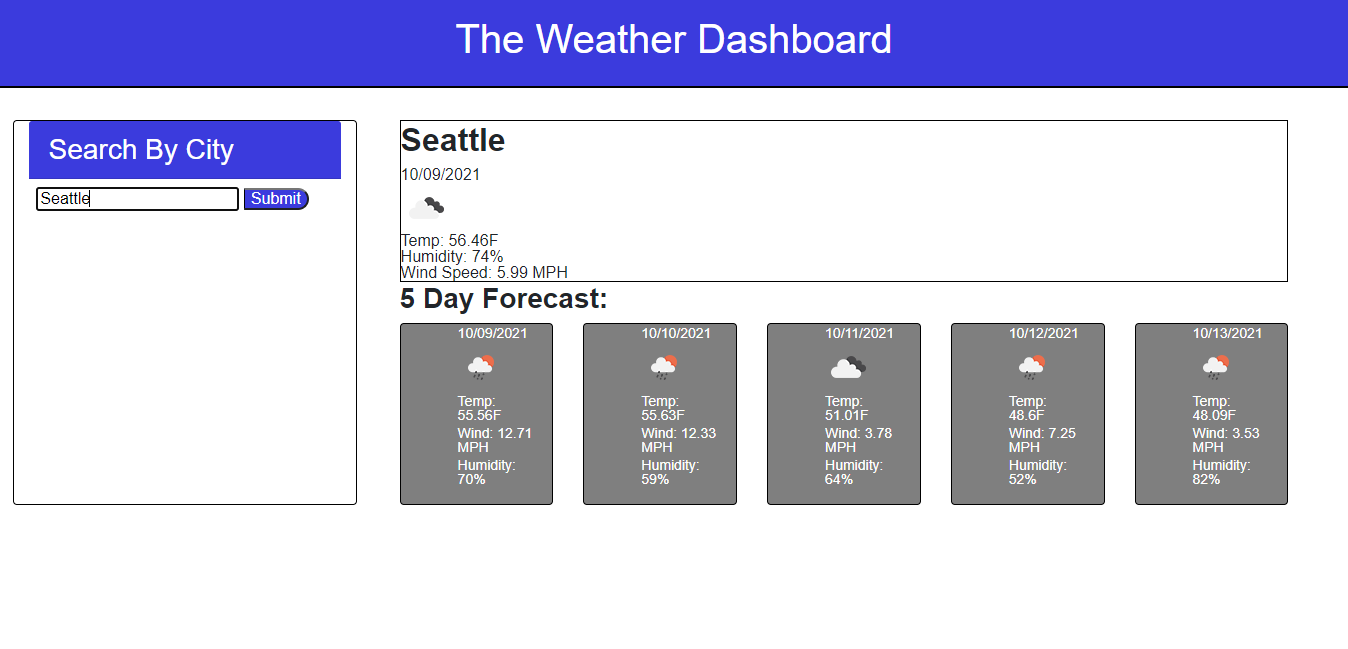 The Weather Dashboard
Search By City
Seattle
Submit
Seattle
10/09/2021
Temp: 56.46F
Humidity: 74%
Wind Speed: 5.99 MPH
5 Day Forecast:
10/09/2021
Temp:
55.56F
Wind: 12.71
MPH
Humidity:
70%
10/10/2021
Temp:
55.63F
Wind: 12.33
MPH
Humidity:
59%
10/11/2021
Temp:
51.01F
Wind: 3.78
MPH
Humidity:
64%
10/12/2021
Temp:
48.6F
Wind: 7.25
MPH
Humidity:
52%
10/13/2021
Temp:
48.09F
Wind: 3.53
MPH
Humidity:
82%